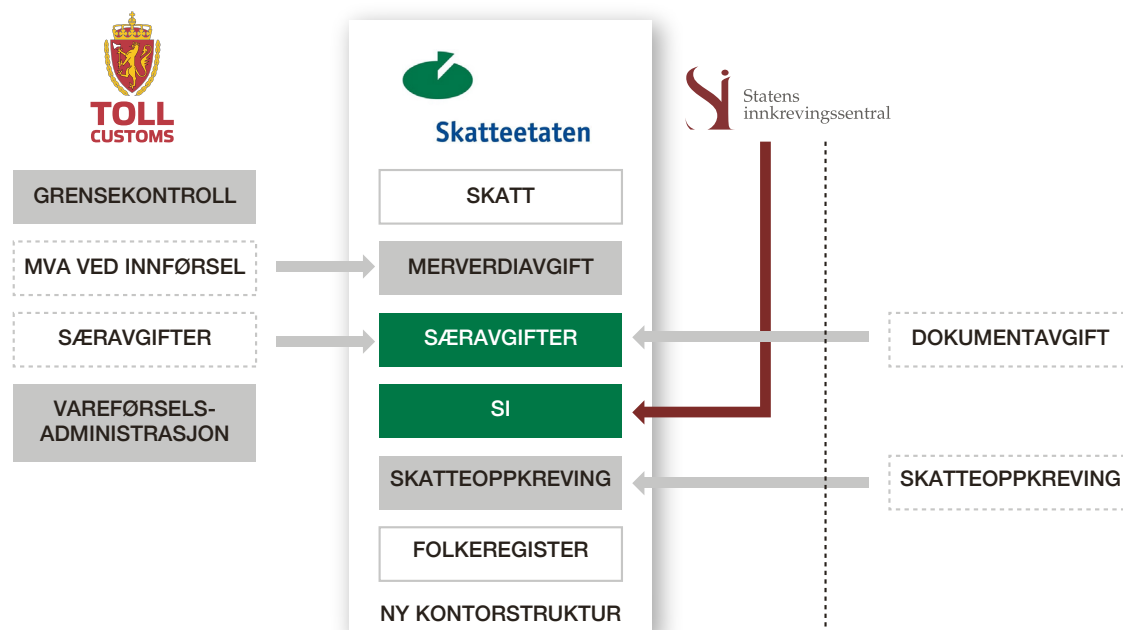 TOLL
CUSTOMS
GRENSEKONTROLL
MVA VED INNFØRSEL
SÆRAVGIFTER
VAREFØRSELS-
ADMINISTRASJON
Skatteetaten
SKATT
MERVERDIAVGIFT
SÆRAVGIFTER
SI
SKATTEOPPKREVING
FOLKEREGISTER
NY KONTORSTRUKTUR
Si
Statens
innkrevingssentral
DOKUMENTAVGIFT
SKATTEOPPKREVING